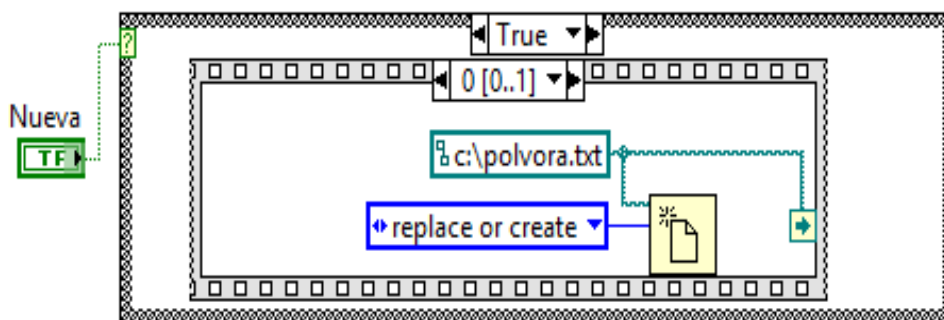 True
0 [0..1]
Nueva
TF
c:\polvora.txt
replace or create
?